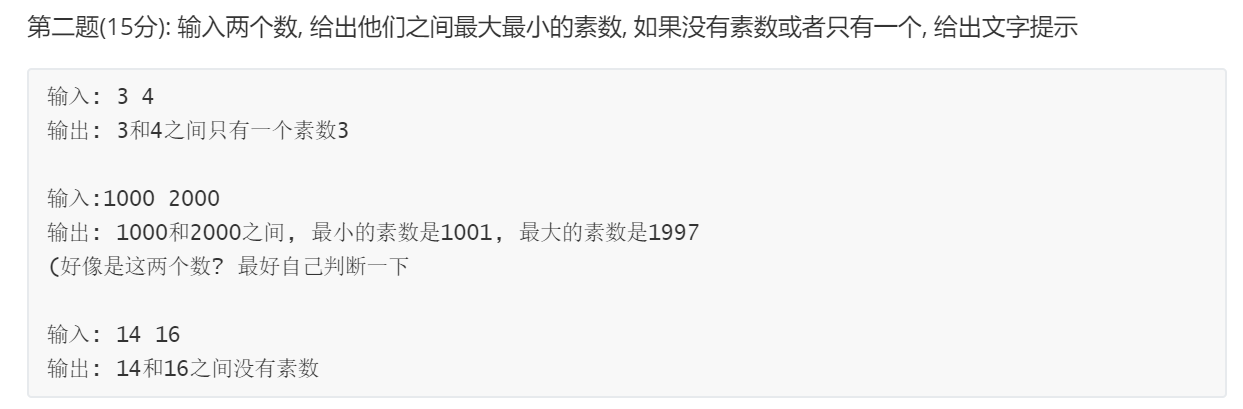 第二题(15分): 输入两个数, 给出他们之间最大最小的素数, 如果没有素数或者只有一个, 给出文字提示
输入: 3 4
输出: 3和4之间只有一个素数3
输入:1000 2000
输出: 1000和2000之间, 最小的素数是1001, 最大的素数是1997
(好像是这两个数? 最好自己判断一下
输入: 14 16
输出: 14和16之间没有素数